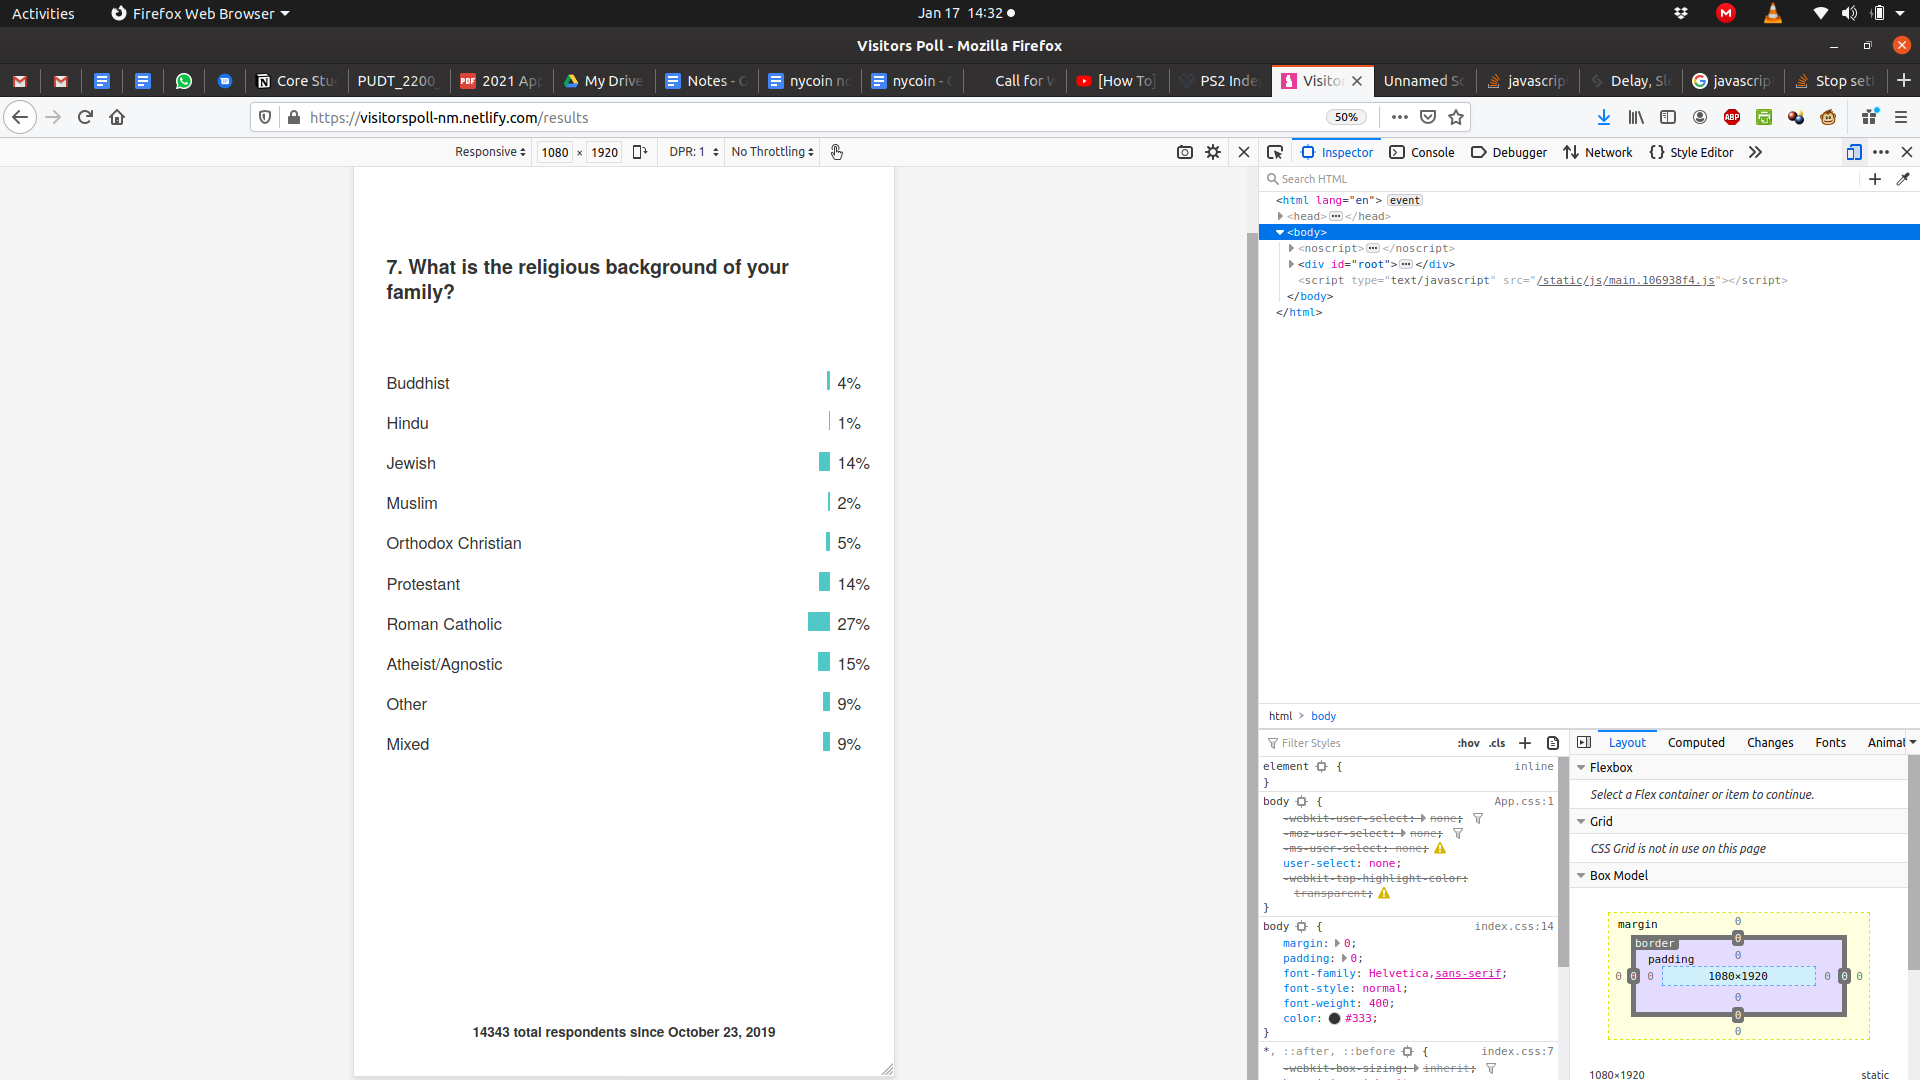 Activities
Firefox Web Browser
Jan 17 14:32
Visitors Poll - Mozilla Firefox
Core Stu
PUDT_2200
2021 Ap
My Drive
Notes - G
nycoin no
nycoin - G
Call for V
[How To]
PS2 Inde
Visitor
Unnamed Sc
javascrip
Delay, Sle
javascrip
Stop set
https://visitorspoll-nm.netlify.com/results
50%
Responsive
1080 × 1920
DPR: 1
No Throttling
Inspector
Console
Debugger
Network
Style Editor
Search HTML
<html lang="en"> event
<head> </head>
<body>
<noscript> </noscript>
<div id="root"> </div>
<script type="text/javascript" src="/static/js/main.106938f4.js"></script>
</body>
</html>
7. What is the religious background of your
family?
Buddhist 4%
Hindu 1%
Jewish 14%
Muslim 2%
Orthodox Christian 5%
Protestant 14%
Roman Catholic 27%
Atheist/Agnostic 15%
Other 9%
Mixed 9%
14343 total respondents since October 23, 2019
html > body
Filter Styles
:hov .cls
element { inline
}
body { App.css:1
-webkit-user-select: none;
-moz-user-select: none;
-ms-user-select: none;
user-select: none;
-webkit-tap-highlight-color:
transparent;
}
body { index.css:14
margin: 0;
padding: 0;
font-family: Helvetica,sans-serif;
font-style: normal;
font-weight: 400;
color: #333;
}
*, ::after, ::before { index.css:7
-webkit-box-sizing: inherit;
Layout
Computed
Changes
Fonts
Animat
Flexbox
Select a Flex container or item to continue.
Grid
CSS Grid is not in use on this page
Box Model
margin 0
border 0
padding 0
0 0 0 1080×1920 0 0 0
0
0
0
1080×1920 static